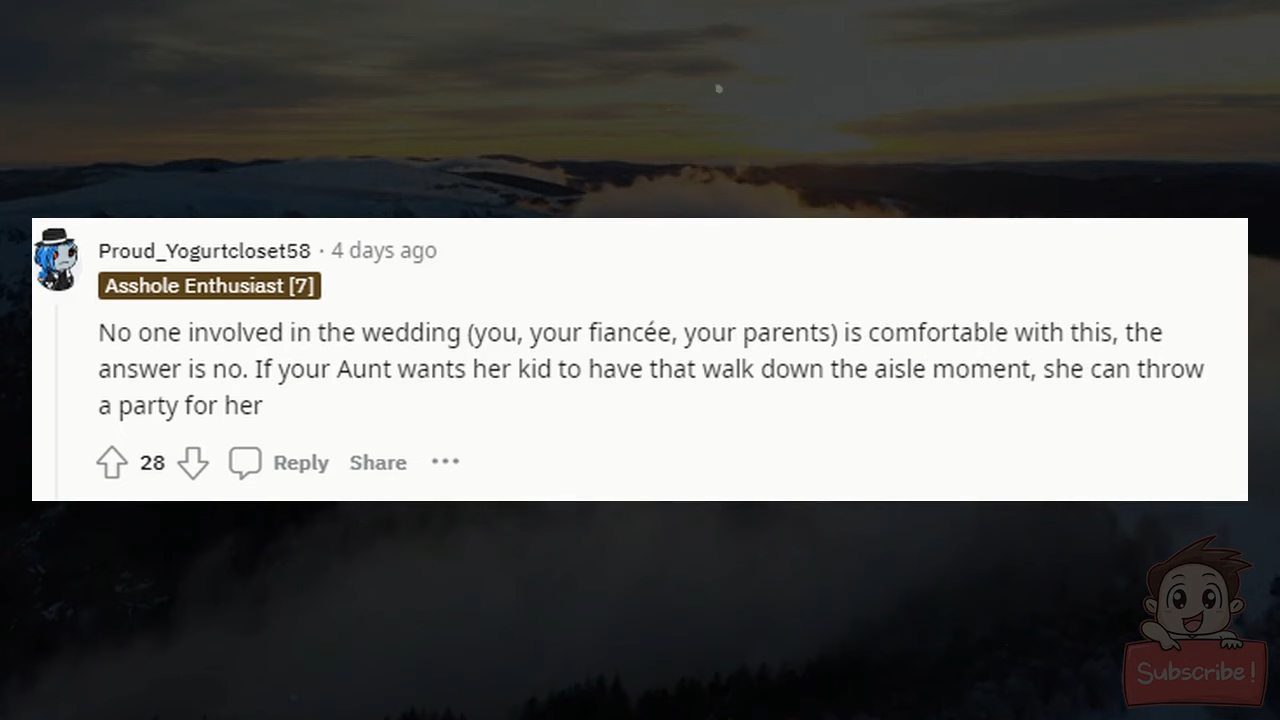 Proud_Yogurtcloset58 · 4 days ago
Asshole Enthusiast [7]
No one involved in the wedding (you, your fiancée, your parents) is comfortable with this, the
answer is no. If your Aunt wants her kid to have that walk down the aisle moment, she can throw
a party for her
28 Reply Share ···
Subscribe!